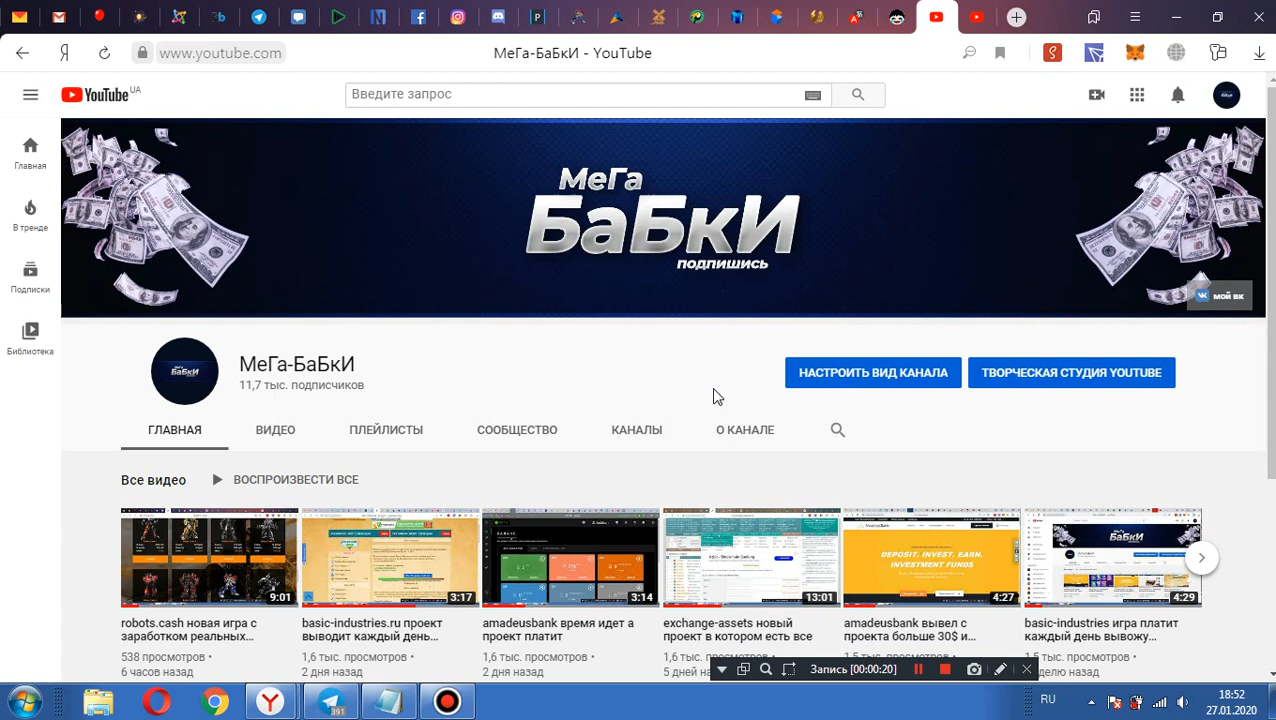 www.youtube.com
МеГа-БаБкИ - YouTube
YouTube UA
Введите запрос
Главная
В тренде
Подписки
Библиотека
МеГа
БаБкИ
подпишись
мой вк
МеГа-БаБкИ
11,7 тыс. подписчиков
НАСТРОИТЬ ВИД КАНАЛА
ТВОРЧЕСКАЯ СТУДИЯ YOUTUBE
ГЛАВНАЯ
ВИДЕО
ПЛЕЙЛИСТЫ
СООБЩЕСТВО
КАНАЛЫ
О КАНАЛЕ
Все видео
ВОСПРОИЗВЕСТИ ВСЕ
9:01
3:17
3:14
DEPOSIT. INVEST. EARN.
INVESTMENT FUNDS
13:01
4:27
4:29
robots.cash новая игра с
заработком реальных...
538 просмотров •
6 часов назад
basic-industries.ru проект
выводит каждый день...
1,6 тыс. просмотров •
2 дня назад
amadeusbank время идет а
проект платит
1,6 тыс. просмотров •
2 дня назад
exchange-assets новый
проект в котором есть все
1,6 тыс. просмотров •
5 дней
amadeusbank вывел с
проекта больше 30$ и...
basic-industries игра платит
каждый день вывожу...
Запись [00:00:20]
391
RU
18:52
27.01.2020